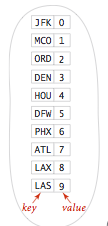 JFK 0
MCO 1
ORD 2
DEN 3
HOU 4
DFW 5
PHX 6
ATL 7
LAX 8
LAS 9
key value